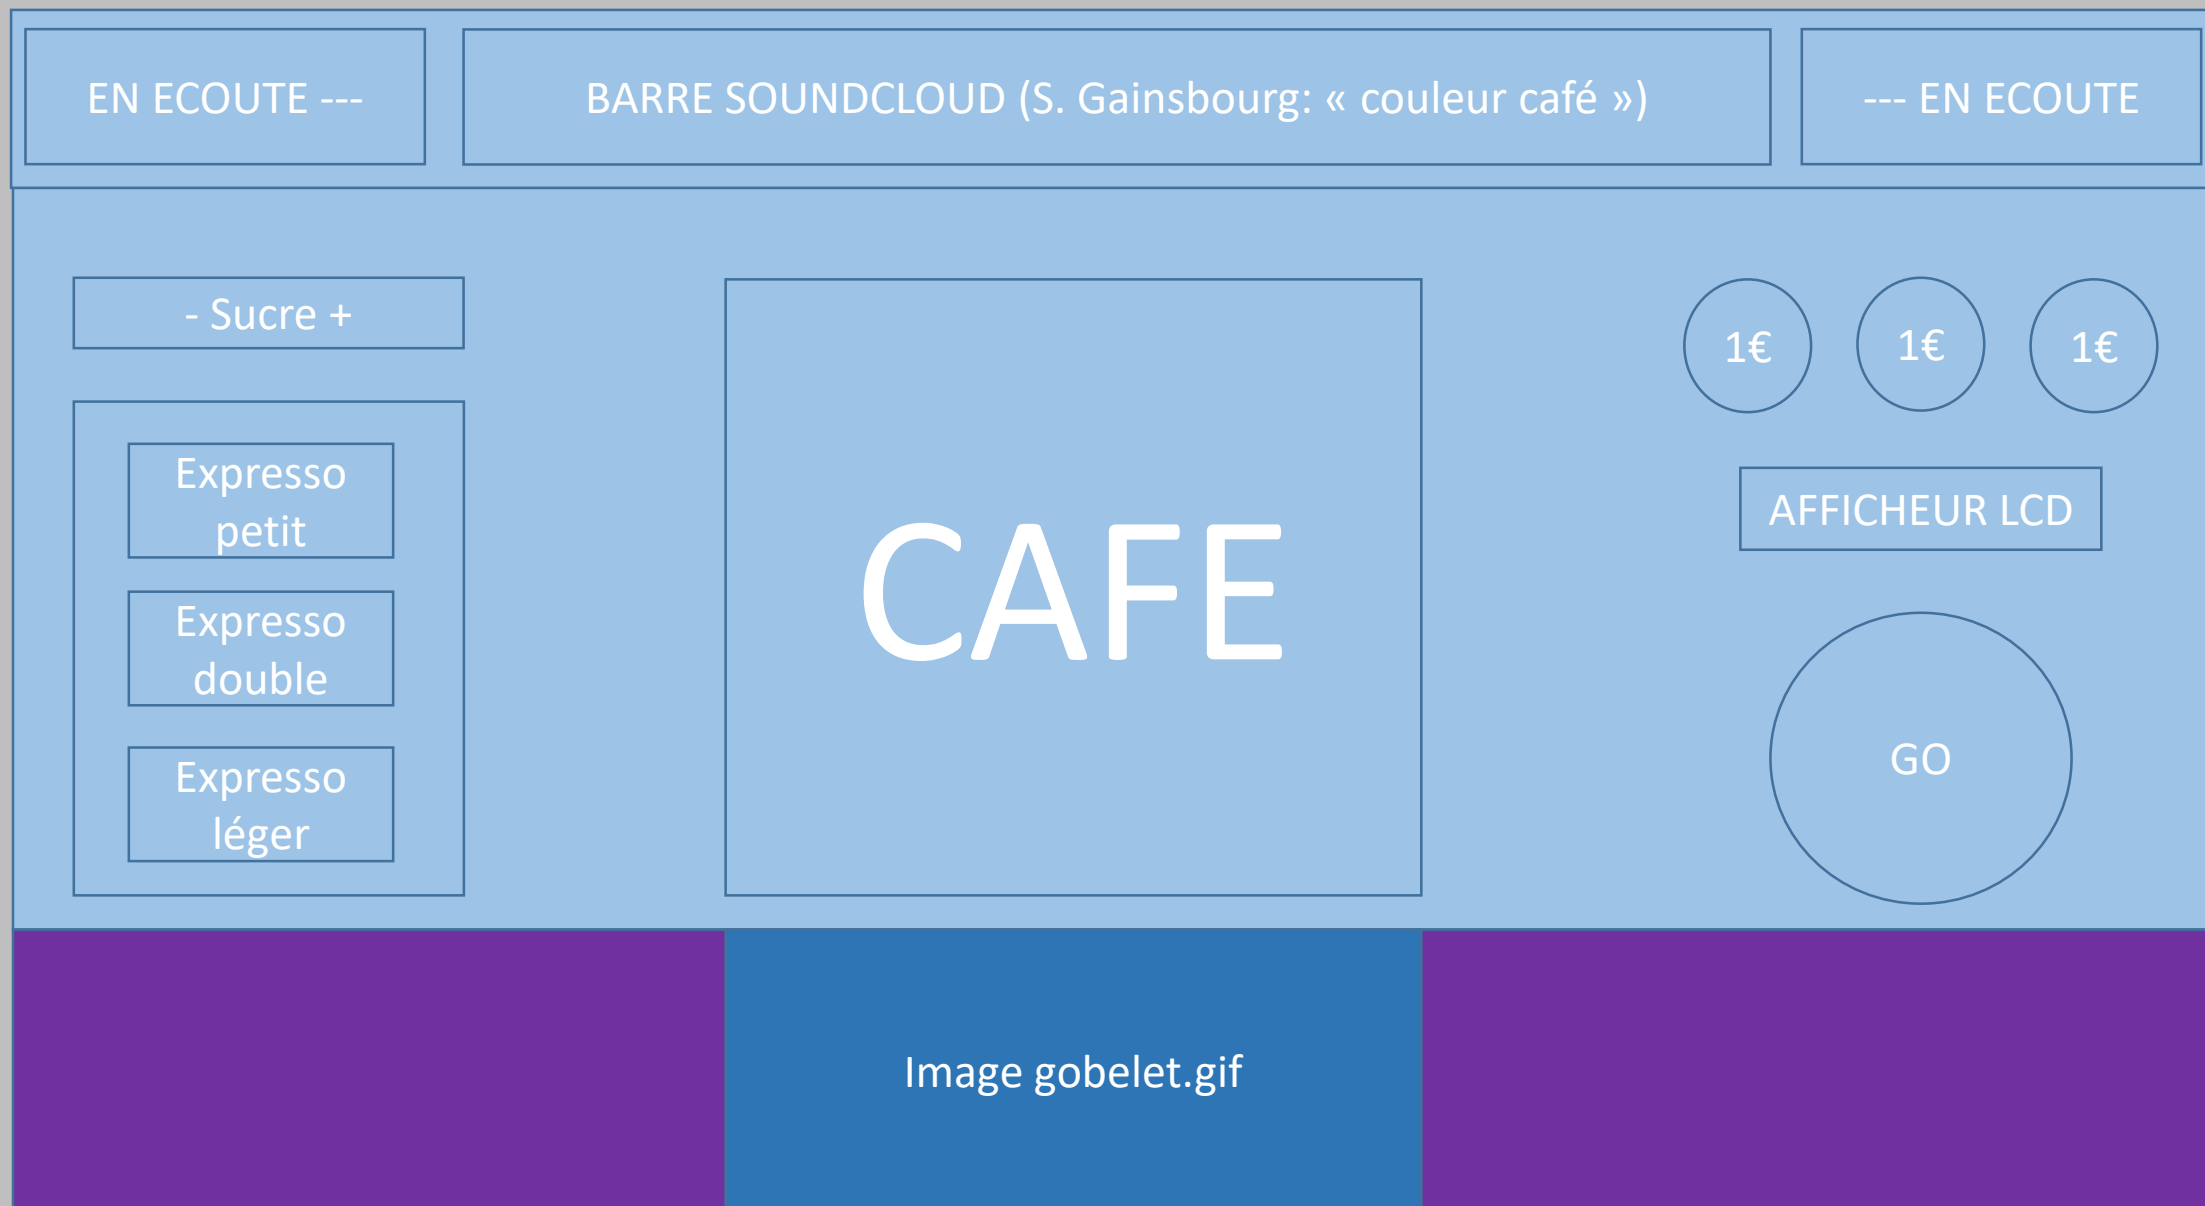 EN ECOUTE ---
BARRE SOUNDCLOUD (S. Gainsbourg: « couleur café »)
--- EN ECOUTE
- Sucre +
Expresso
petit
Expresso
double
Expresso
léger
CAFE
1€
1€
1€
AFFICHEUR LCD
GO
Image gobelet.gif